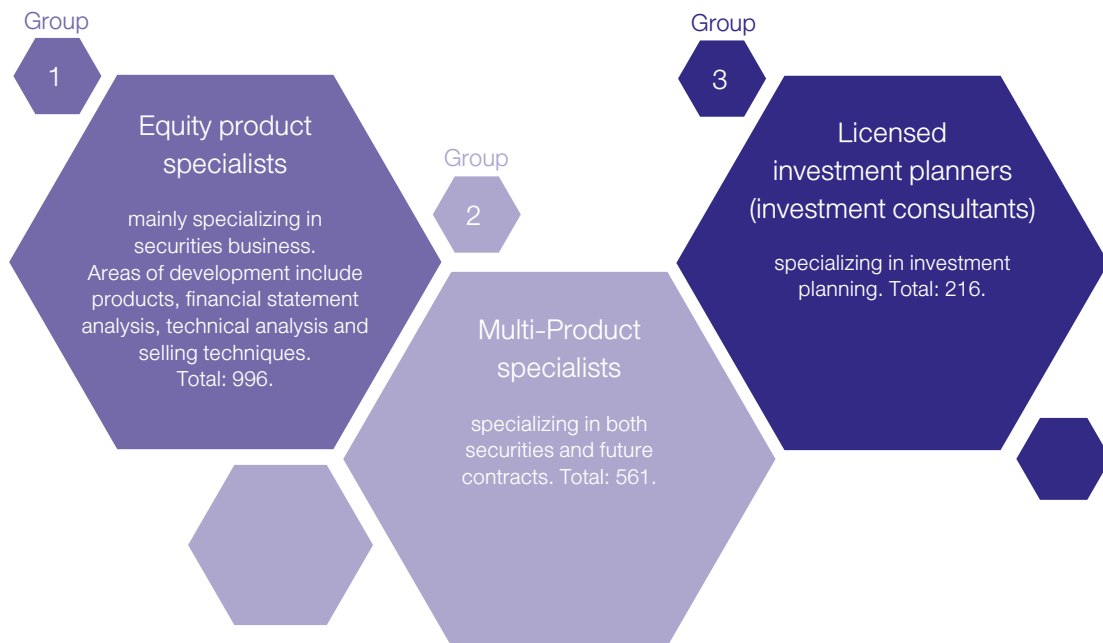 Group
1
Equity product
specialists
mainly specializing in
securities business.
Areas of development include
products, financial statement
analysis, technical analysis and
selling techniques.
Total: 996.
Group
2
Multi-Product
specialists
specializing in both
securities and future
contracts. Total: 561.
Group
3
Licensed
investment planners
(investment consultants)
specializing in investment
planning. Total: 216.